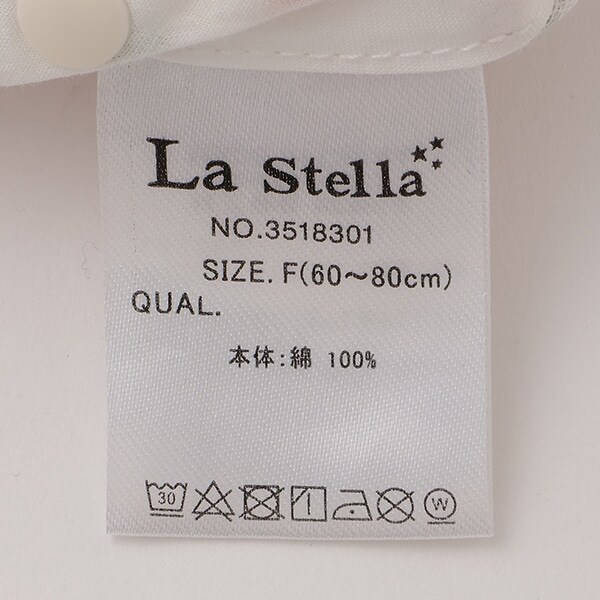 La Stella
NO.3518301
SIZE.F(60～80cm)
QUAL.
本体:綿 100%
30
W